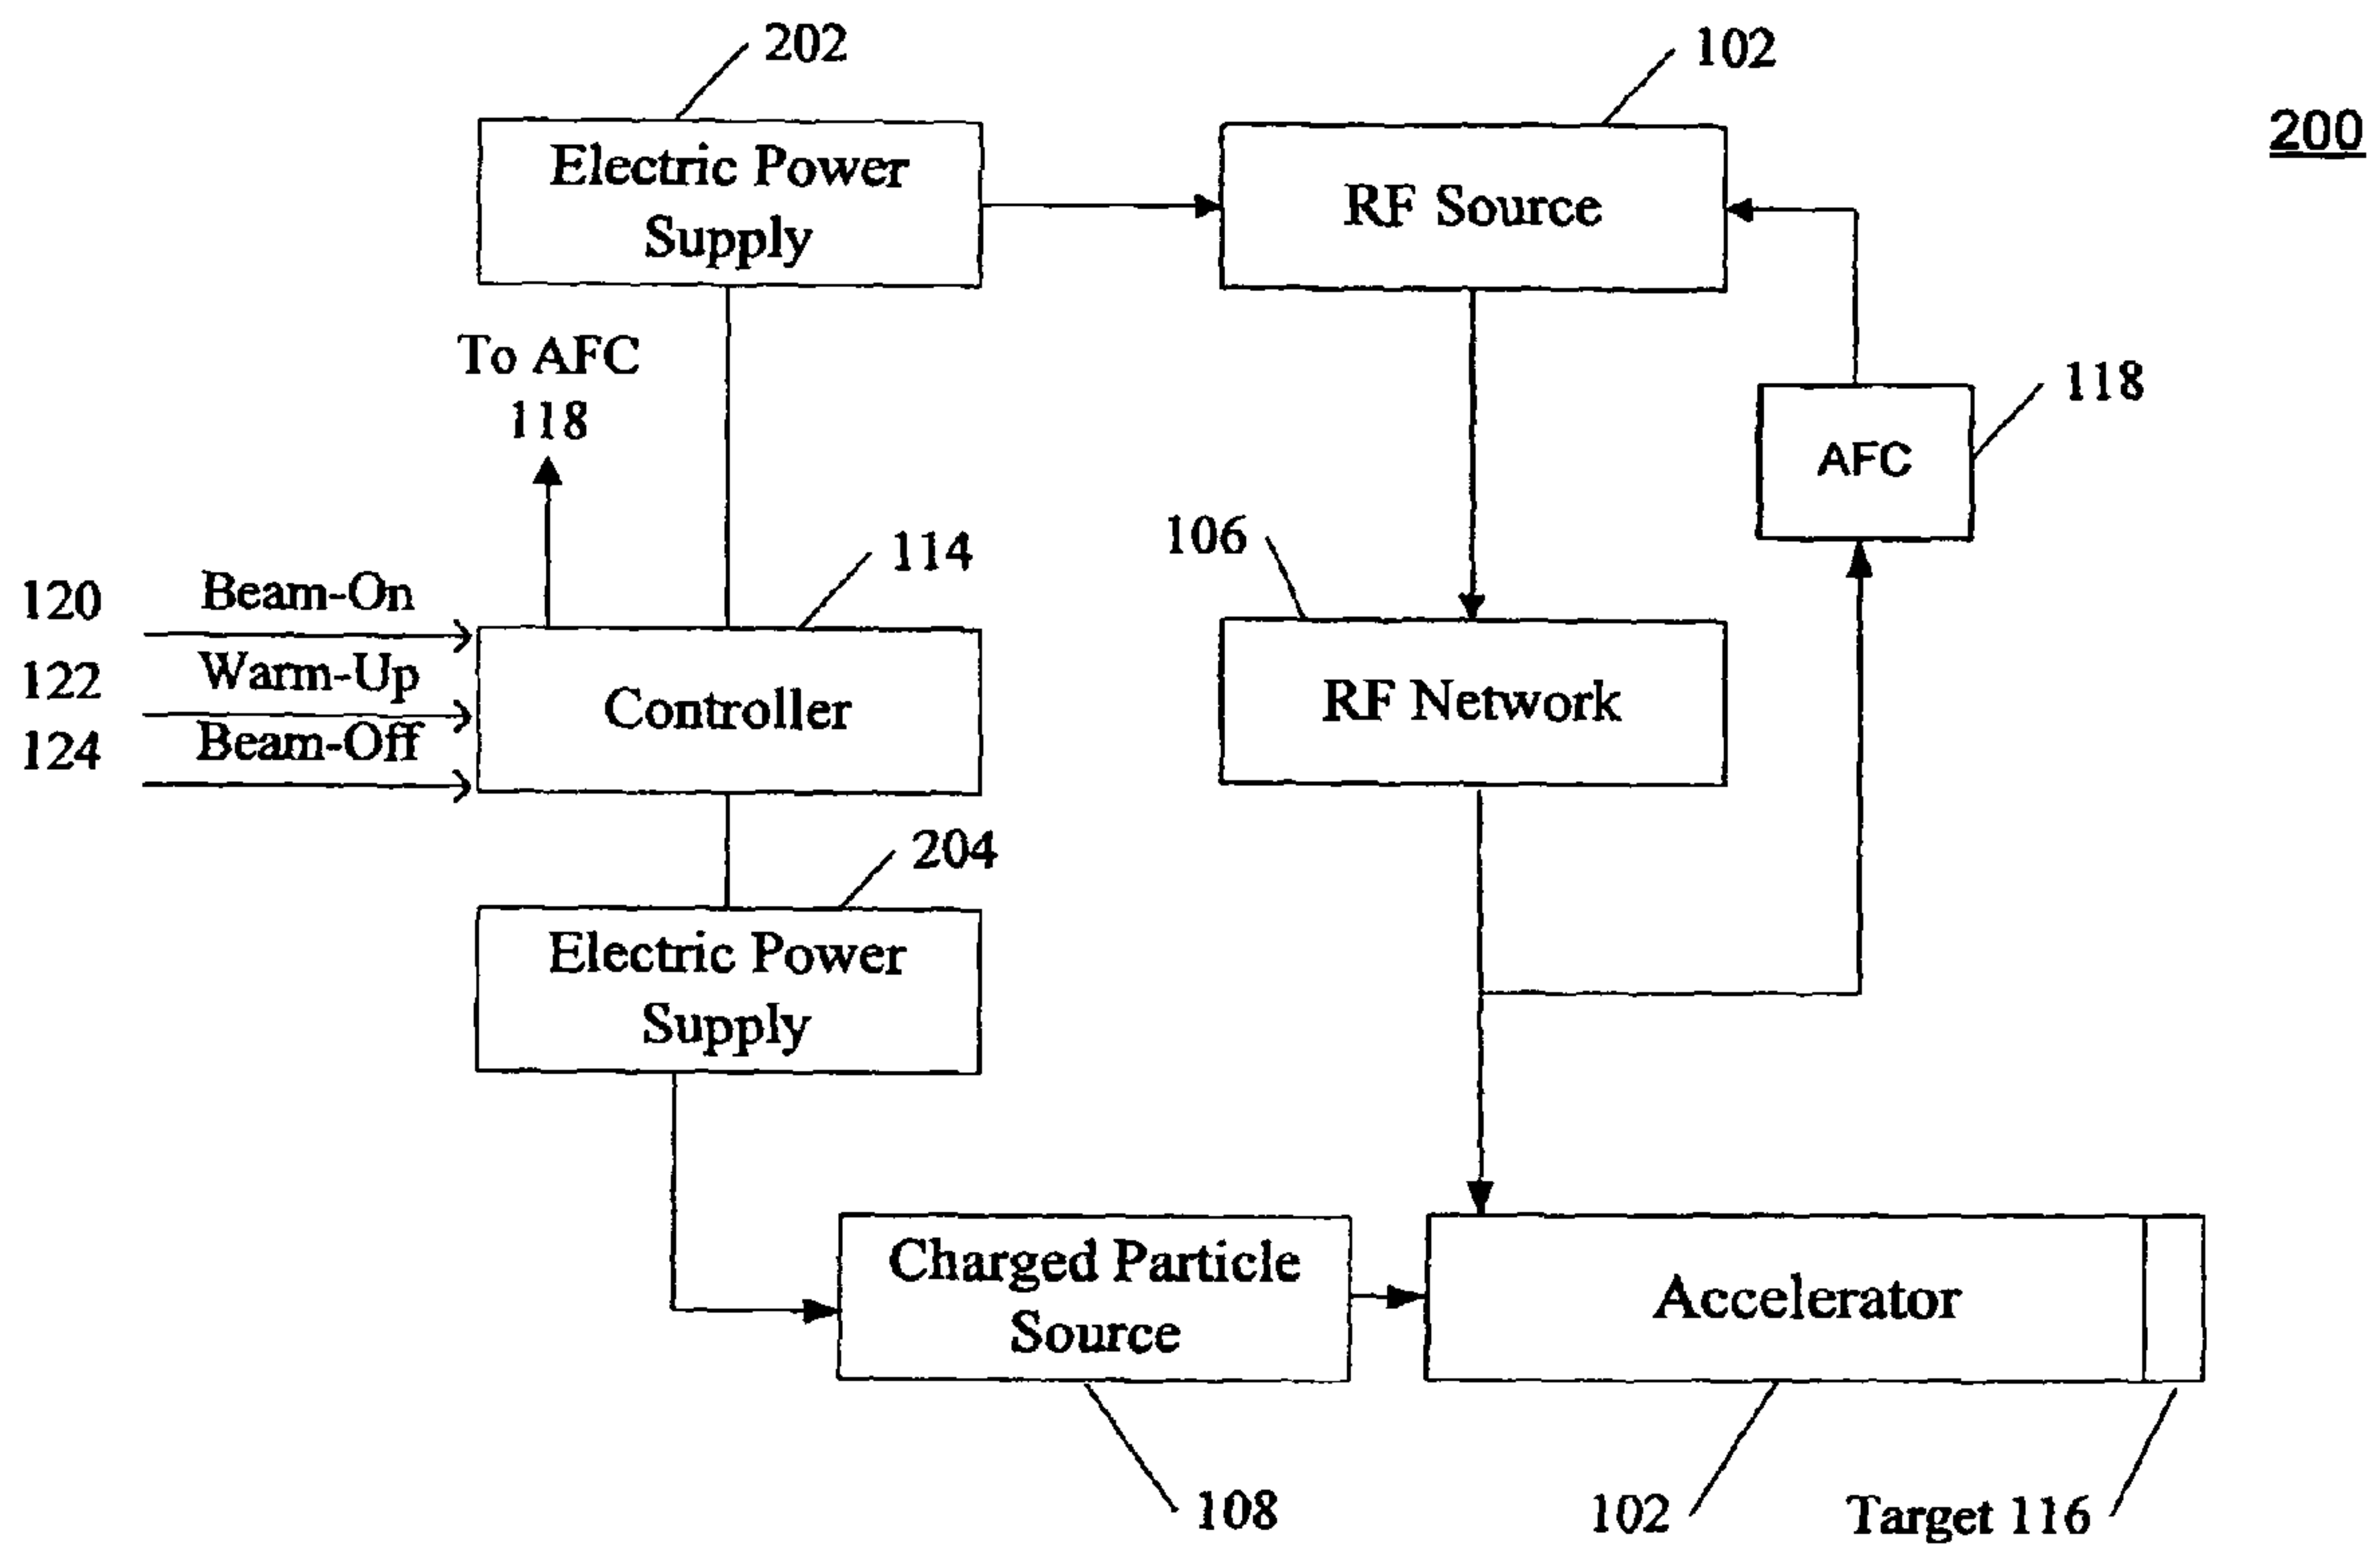 202
102
200
Electric Power
Supply
RF Source
To AFC
118
118
AFC
106
114
120
Beam-On
122
Warm-Up
124
Beam-Off
Controller
RF Network
204
Electric Power
Supply
Charged Particle
Source
Accelerator
108
102
Target 116